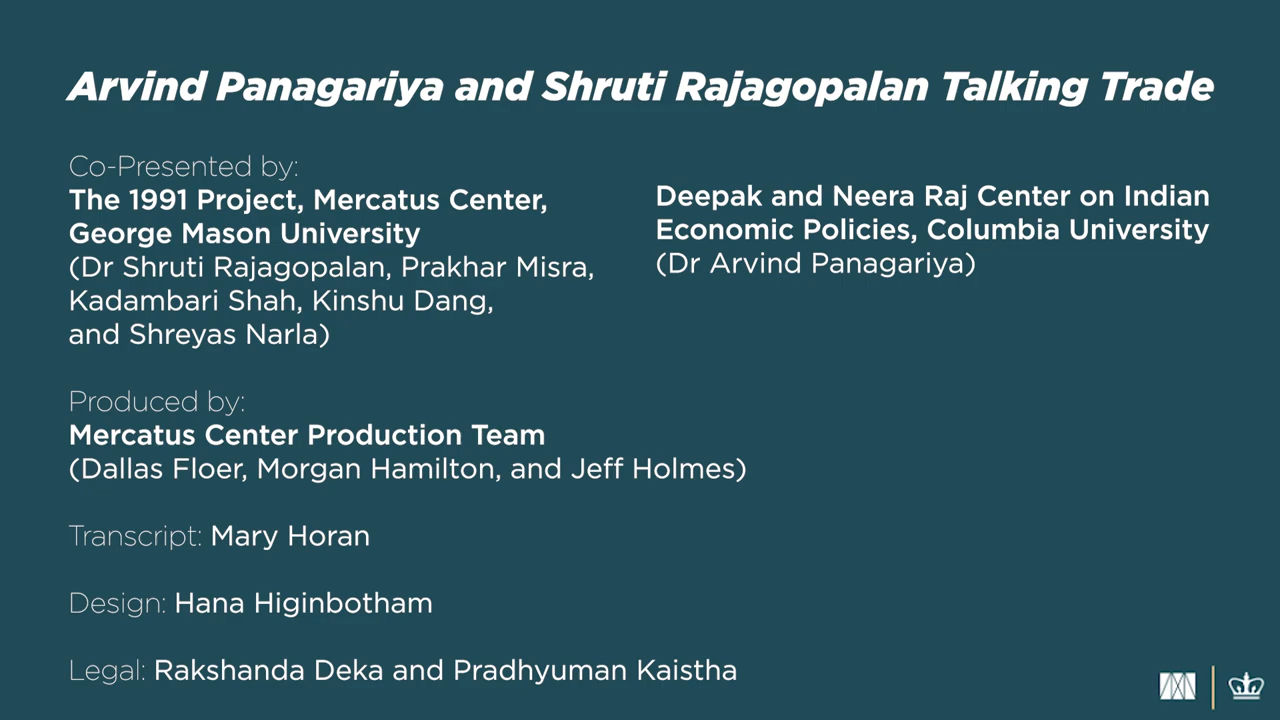 Arvind Panagariya and Shruti Rajagopalan Talking Trade
Co-Presented by:
The 1991 Project, Mercatus Center,
George Mason University
(Dr Shruti Rajagopalan, Prakhar Misra,
Kadambari Shah, Kinshu Dang,
and Shreyas Narla)
Deepak and Neera Raj Center on Indian
Economic Policies, Columbia University
(Dr Arvind Panagariya)
Produced by:
Mercatus Center Production Team
(Dallas Floer, Morgan Hamilton, and Jeff Holmes)
Transcript: Mary Horan
Design: Hana Higinbotham
Legal: Rakshanda Deka and Pradhyuman Kaistha